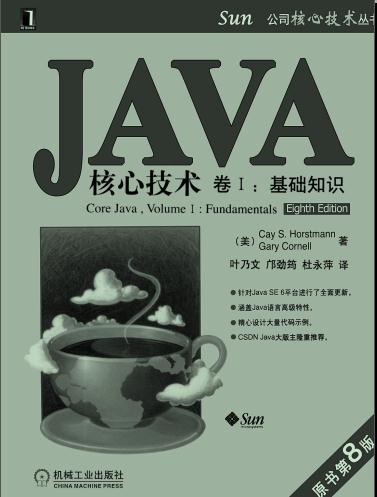 Sun 公司核心技术丛书
JAVA
核心技术 卷Ⅰ：基础知识
Core Java , Volume Ⅰ : Fundamentals Eighth Edition
(美) Cay S. Horstmann
Gary Cornell 著
叶乃文 邝劲筠 杜永萍 译
●针对Java SE 6平台进行了全面更新。
●涵盖Java语言高级特性。
●精心设计大量代码示例。
●CSDN Java大版主隆重推荐。
Sun
microsystems
原书第8版
机械工业出版社
CHINA MACHINE PRESS